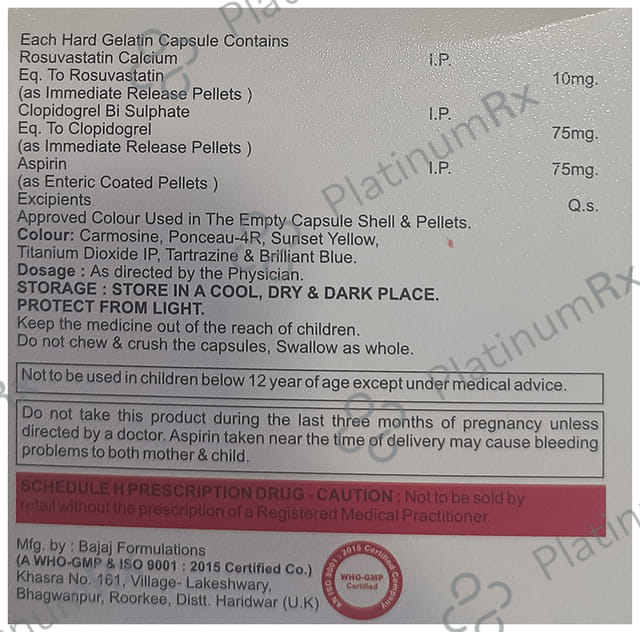 Each Hard Gelatin Capsule Contains
Rosuvastatin Calcium I.P.
Eq. To Rosuvastatin 10mg.
(as Immediate Release Pellets )
Clopidogrel Bi Sulphate I.P.
Eq. To Clopidogrel 75mg.
(as Immediate Release Pellets )
Aspirin I.P. 75mg.
(as Enteric Coated Pellets )
Excipients Q.s.
Approved Colour Used in The Empty Capsule Shell & Pellets.
Colour: Carmosine, Ponceau-4R, Sunset Yellow,
Titanium Dioxide IP, Tartrazine & Brilliant Blue.
Dosage : As directed by the Physician.
STORAGE : STORE IN A COOL, DRY & DARK PLACE.
PROTECT FROM LIGHT.
Keep the medicine out of the reach of children.
Do not chew & crush the capsules, Swallow as whole.
Not to be used in children below 12 year of age except under medical advice.
Do not take this product during the last three months of pregnancy unless
directed by a doctor. Aspirin taken near the time of delivery may cause bleeding
problems to both mother & child.
SCHEDULE H PRESCRIPTION DRUG - CAUTION : Not to be sold by
retail without the prescription of a Registered Medical Practitioner.
Mfg. by : Bajaj Formulations
(A WHO-GMP & ISO 9001 : 2015 Certified Co.)
Khasra No. 161, Village- Lakeshwary,
Bhagwanpur, Roorkee, Distt. Haridwar (U.K)
AN ISO 9001 : 2015 Certified Company
WHO-GMP
Certified
PlatinumRx
PlatinumRx
PlatinumRx